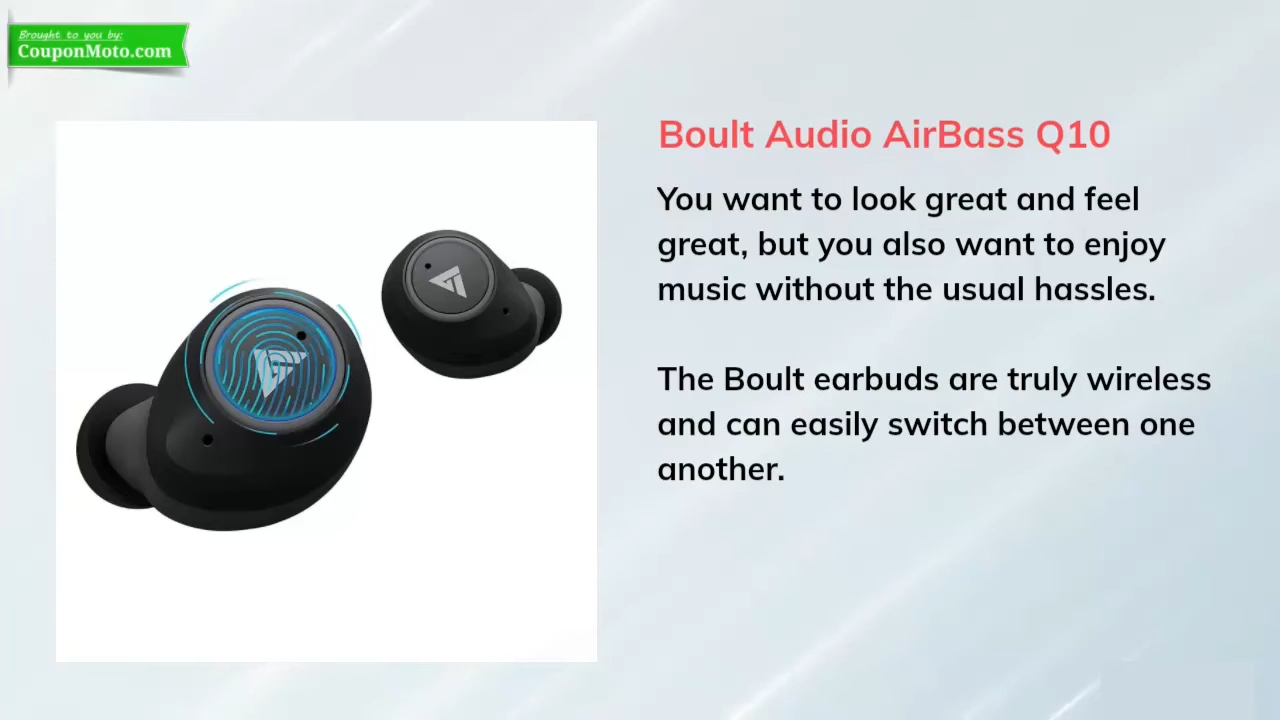 Brought to you by:
CouponMoto.com
Boult Audio AirBass Q10
You want to look great and feel
great, but you also want to enjoy
music without the usual hassles.
The Boult earbuds are truly wireless
and can easily switch between one
another.